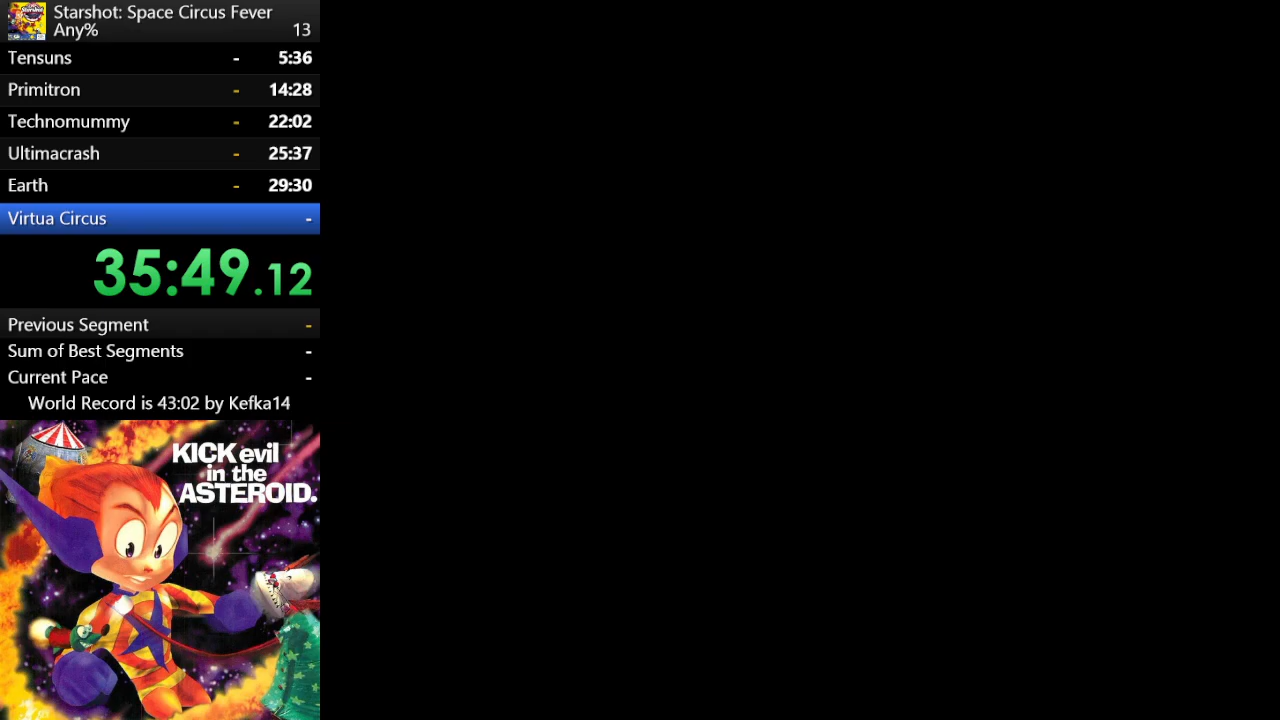 Starshot: Space Circus Fever
Any% 13
Tensuns - 5:36
Primitron - 14:28
Technomummy - 22:02
Ultimacrash - 25:37
Earth - 29:30
Virtua Circus -
35:49.12
Previous Segment -
Sum of Best Segments -
Current Pace -
World Record is 43:02 by Kefka14
KICK evil
in the
ASTEROID.